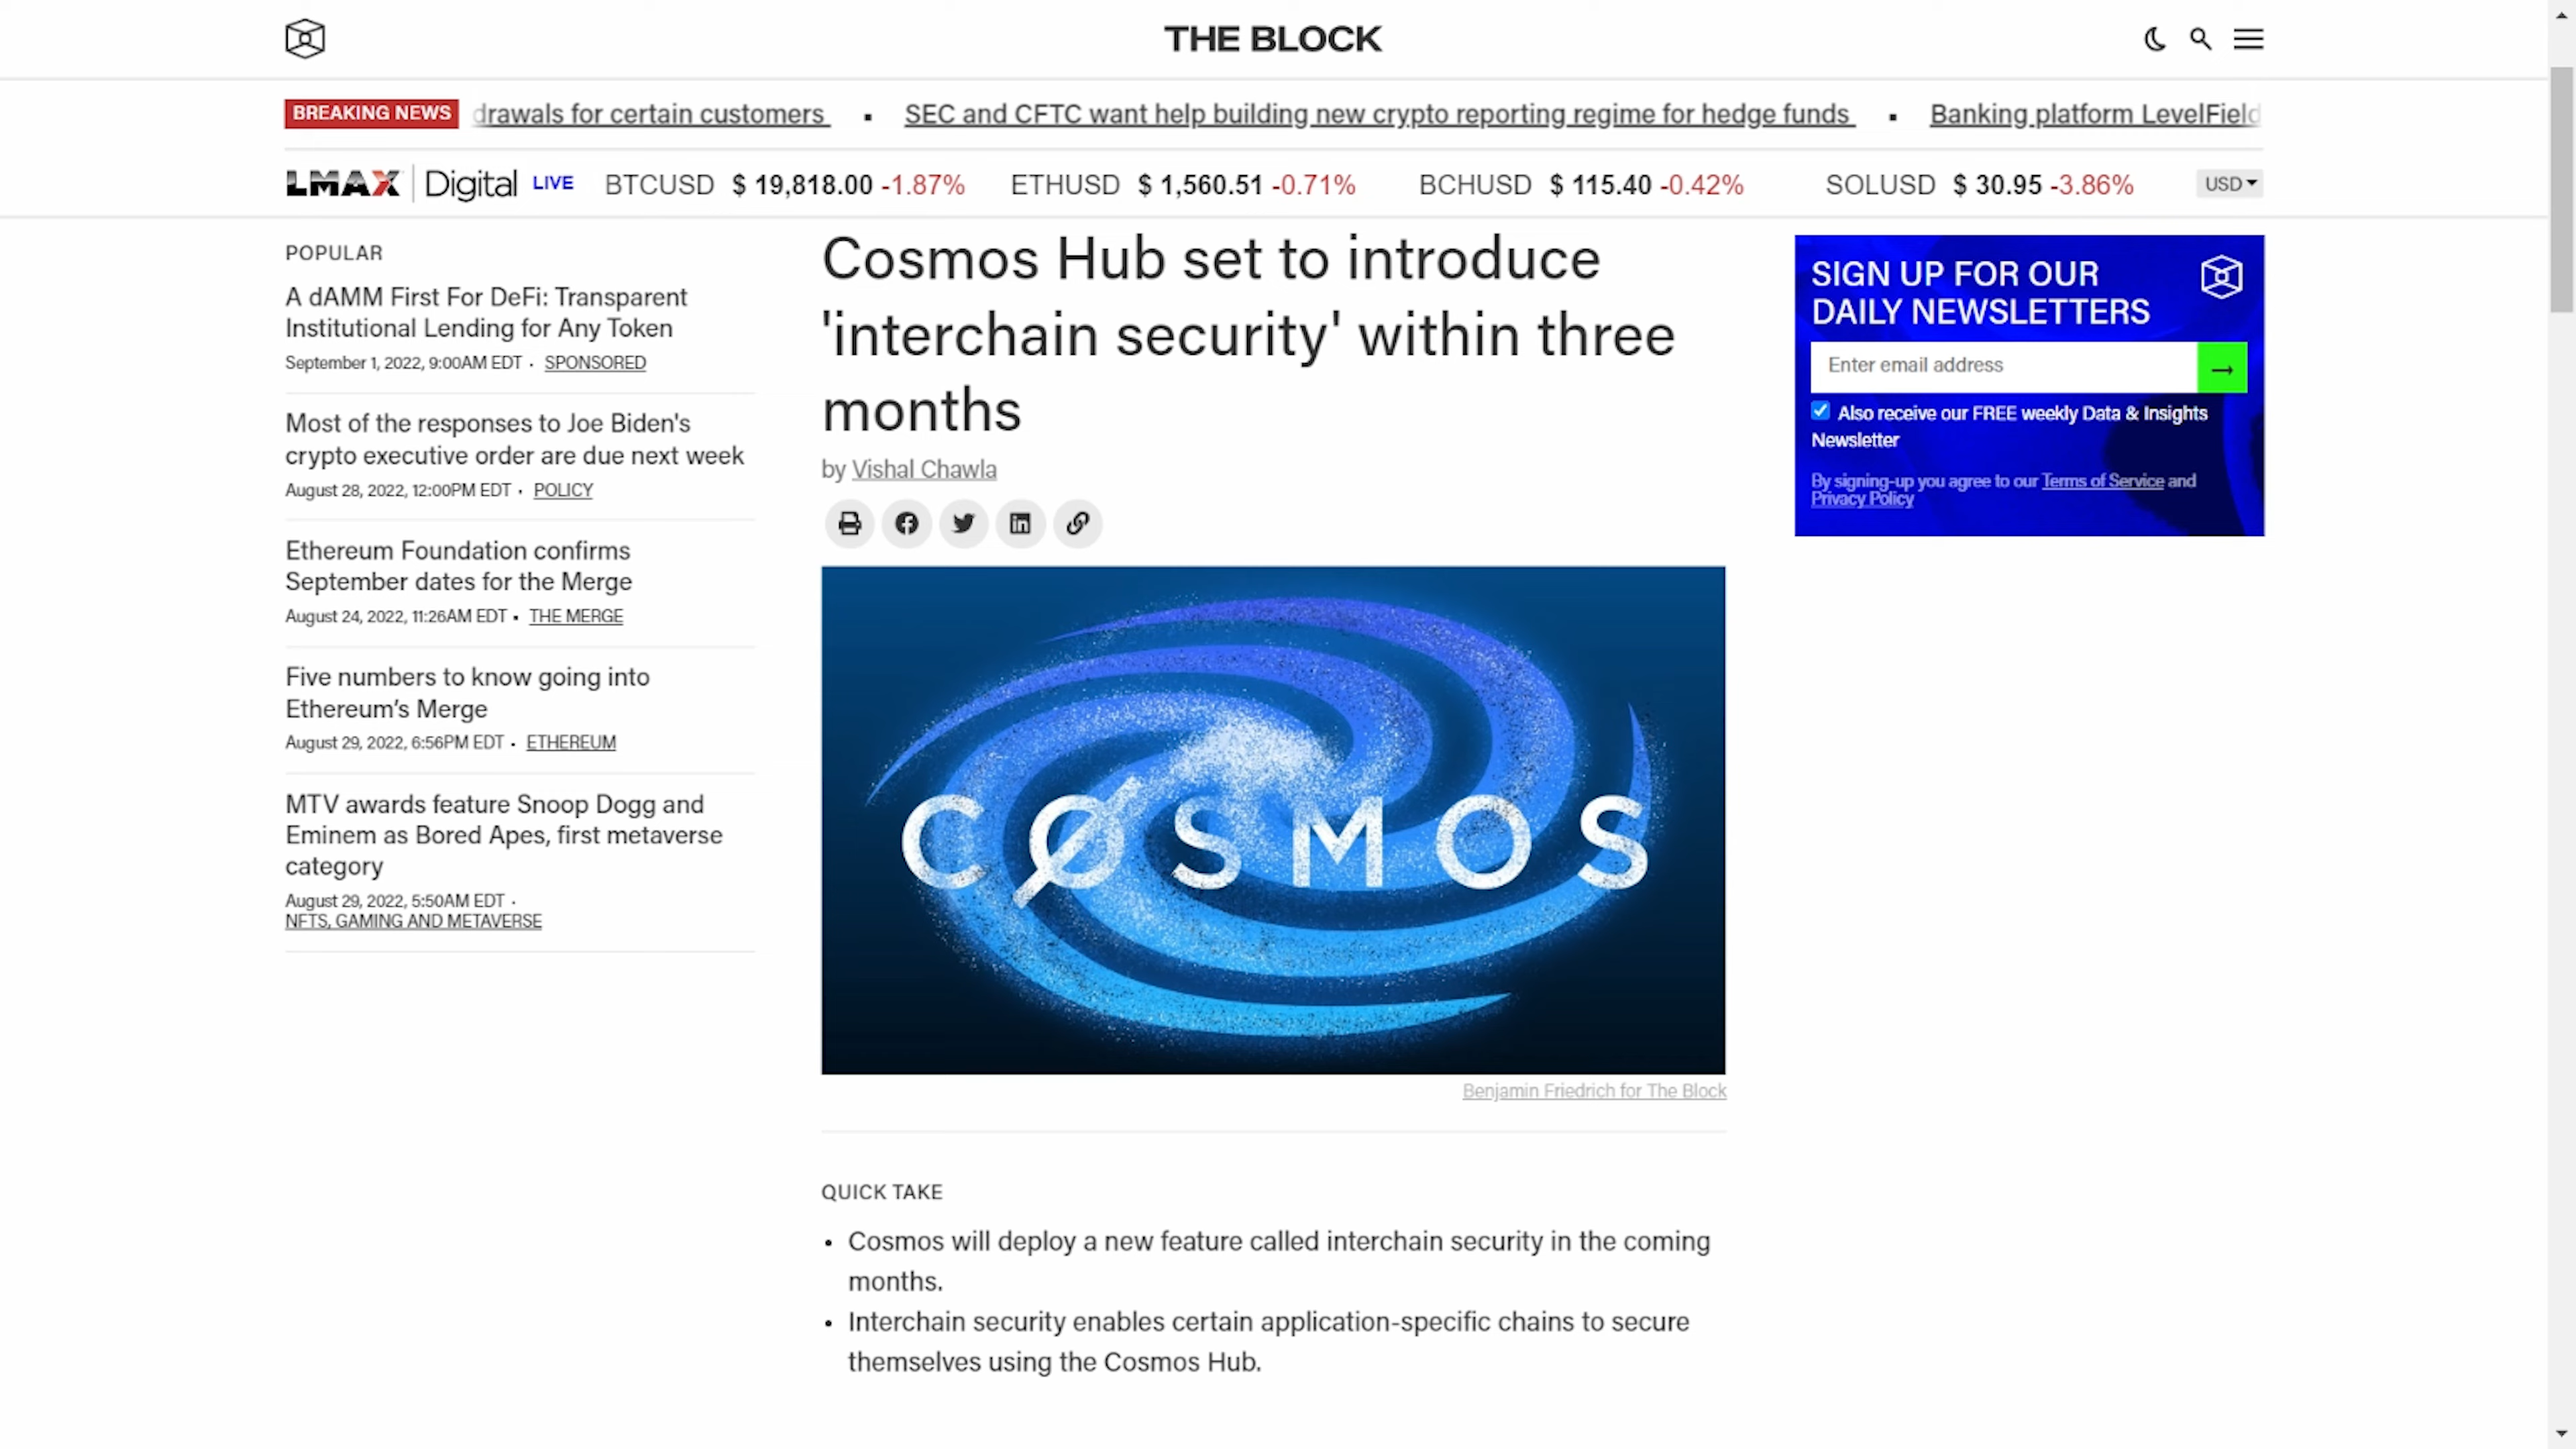 THE BLOCK
BREAKING NEWS drawals for certain customers ▪ SEC and CFTC want help building new crypto reporting regime for hedge funds ▪ Banking platform LevelField
LMAX Digital LIVE BTCUSD $ 19,818.00 -1.87% ETHUSD $ 1,560.51 -0.71% BCHUSD $ 115.40 -0.42% SOLUSD $ 30.95 -3.86% USD
POPULAR
A dAMM First For DeFi: Transparent
Institutional Lending for Any Token
September 1, 2022, 9:00AM EDT · SPONSORED
Most of the responses to Joe Biden's
crypto executive order are due next week
August 28, 2022, 12:00PM EDT · POLICY
Ethereum Foundation confirms
September dates for the Merge
August 24, 2022, 11:26AM EDT · THE MERGE
Five numbers to know going into
Ethereum’s Merge
August 29, 2022, 6:56PM EDT · ETHEREUM
MTV awards feature Snoop Dogg and
Eminem as Bored Apes, first metaverse
category
August 29, 2022, 5:50AM EDT ·
NFTS, GAMING AND METAVERSE
Cosmos Hub set to introduce
'interchain security' within three
months
by Vishal Chawla
CØSMOS
Benjamin Friedrich for The Block
QUICK TAKE
• Cosmos will deploy a new feature called interchain security in the coming
months.
• Interchain security enables certain application-specific chains to secure
themselves using the Cosmos Hub.
SIGN UP FOR OUR
DAILY NEWSLETTERS
Enter email address →
Also receive our FREE weekly Data & Insights
Newsletter
By signing-up you agree to our Terms of Service and
Privacy Policy